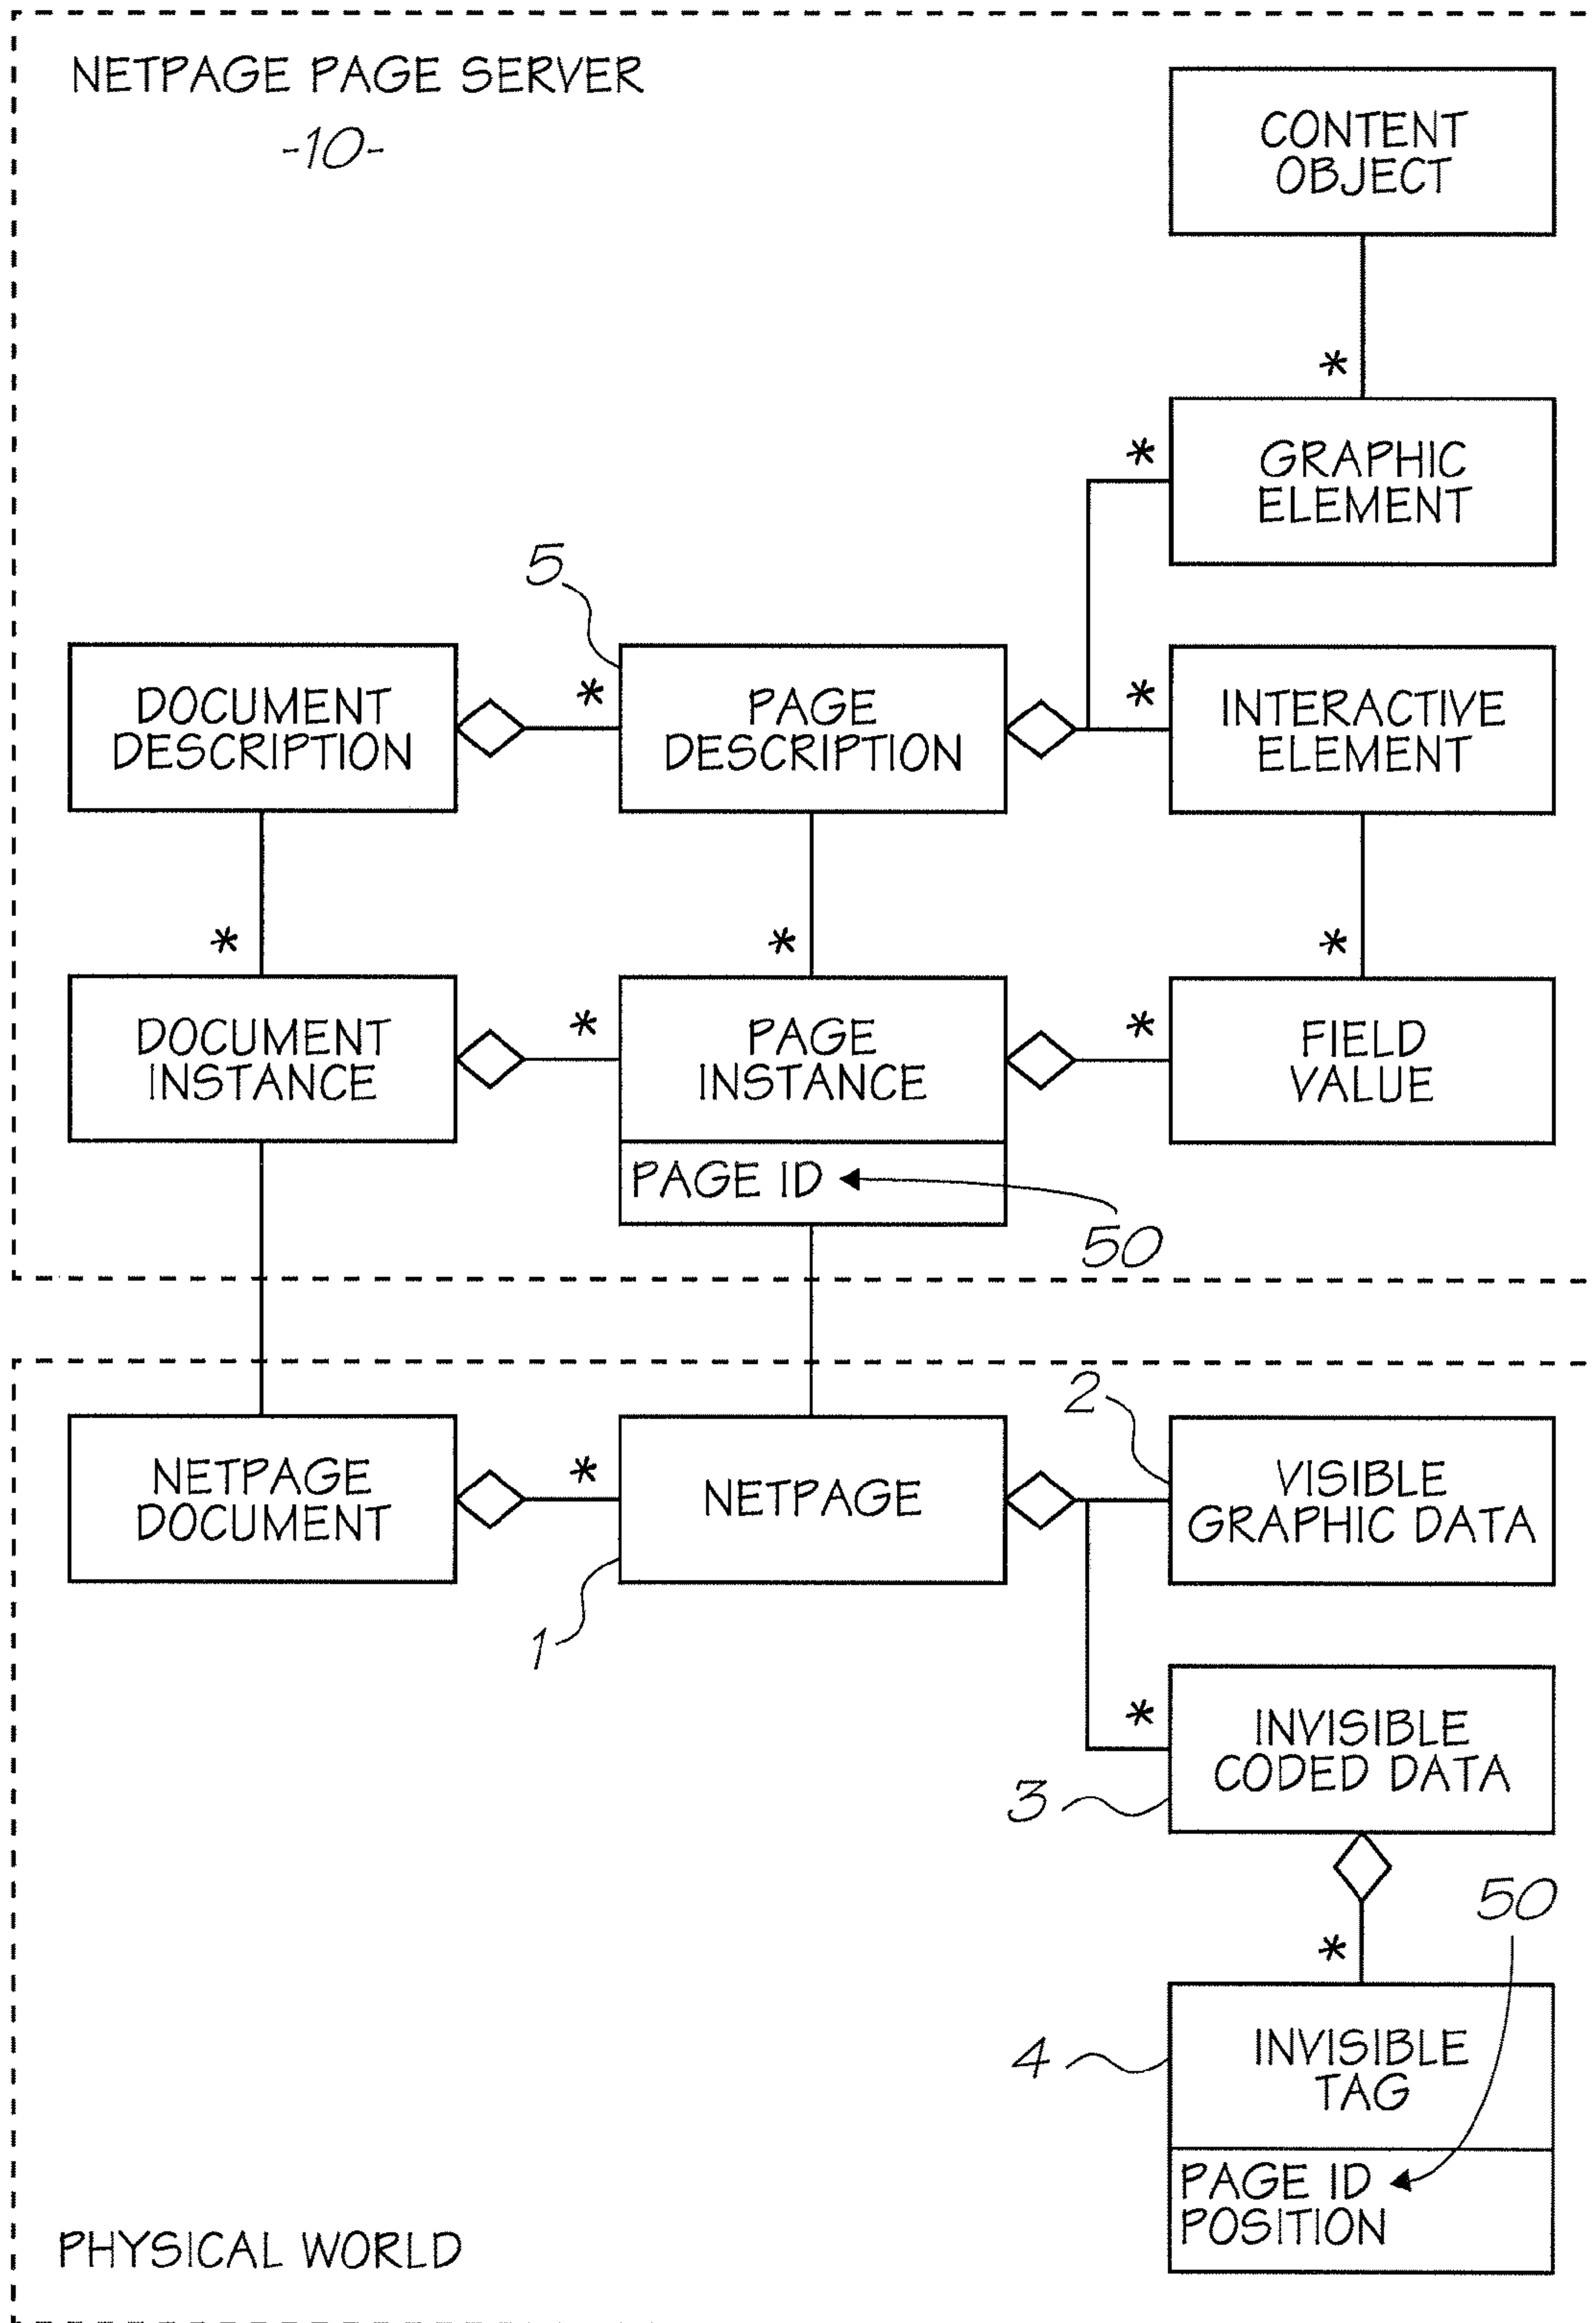 NETPAGE PAGE SERVER
-10-
CONTENT
OBJECT
*
*
GRAPHIC
ELEMENT
5
DOCUMENT
DESCRIPTION
*
PAGE
DESCRIPTION
*
INTERACTIVE
ELEMENT
*
*
*
DOCUMENT
INSTANCE
*
PAGE
INSTANCE
*
FIELD
VALUE
PAGE ID
50
2
NETPAGE
DOCUMENT
*
NETPAGE
VISIBLE
GRAPHIC DATA
1
*
INVISIBLE
CODED DATA
3
50
*
4
INVISIBLE
TAG
PAGE ID
POSITION
PHYSICAL WORLD